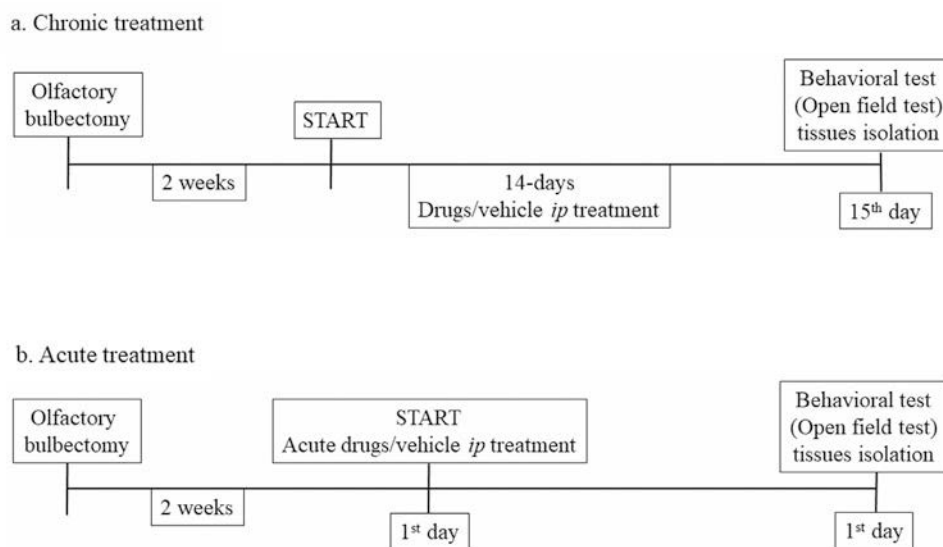 a. Chronic treatment
Olfactory
bulbectomy
START
Behavioral test
(Open field test)
tissues isolation
2 weeks
14-days
Drugs/vehicle ip treatment
15th day
b. Acute treatment
Olfactory
bulbectomy
START
Acute drugs/vehicle ip treatment
Behavioral test
(Open field test)
tissues isolation
2 weeks
1st day
1st day